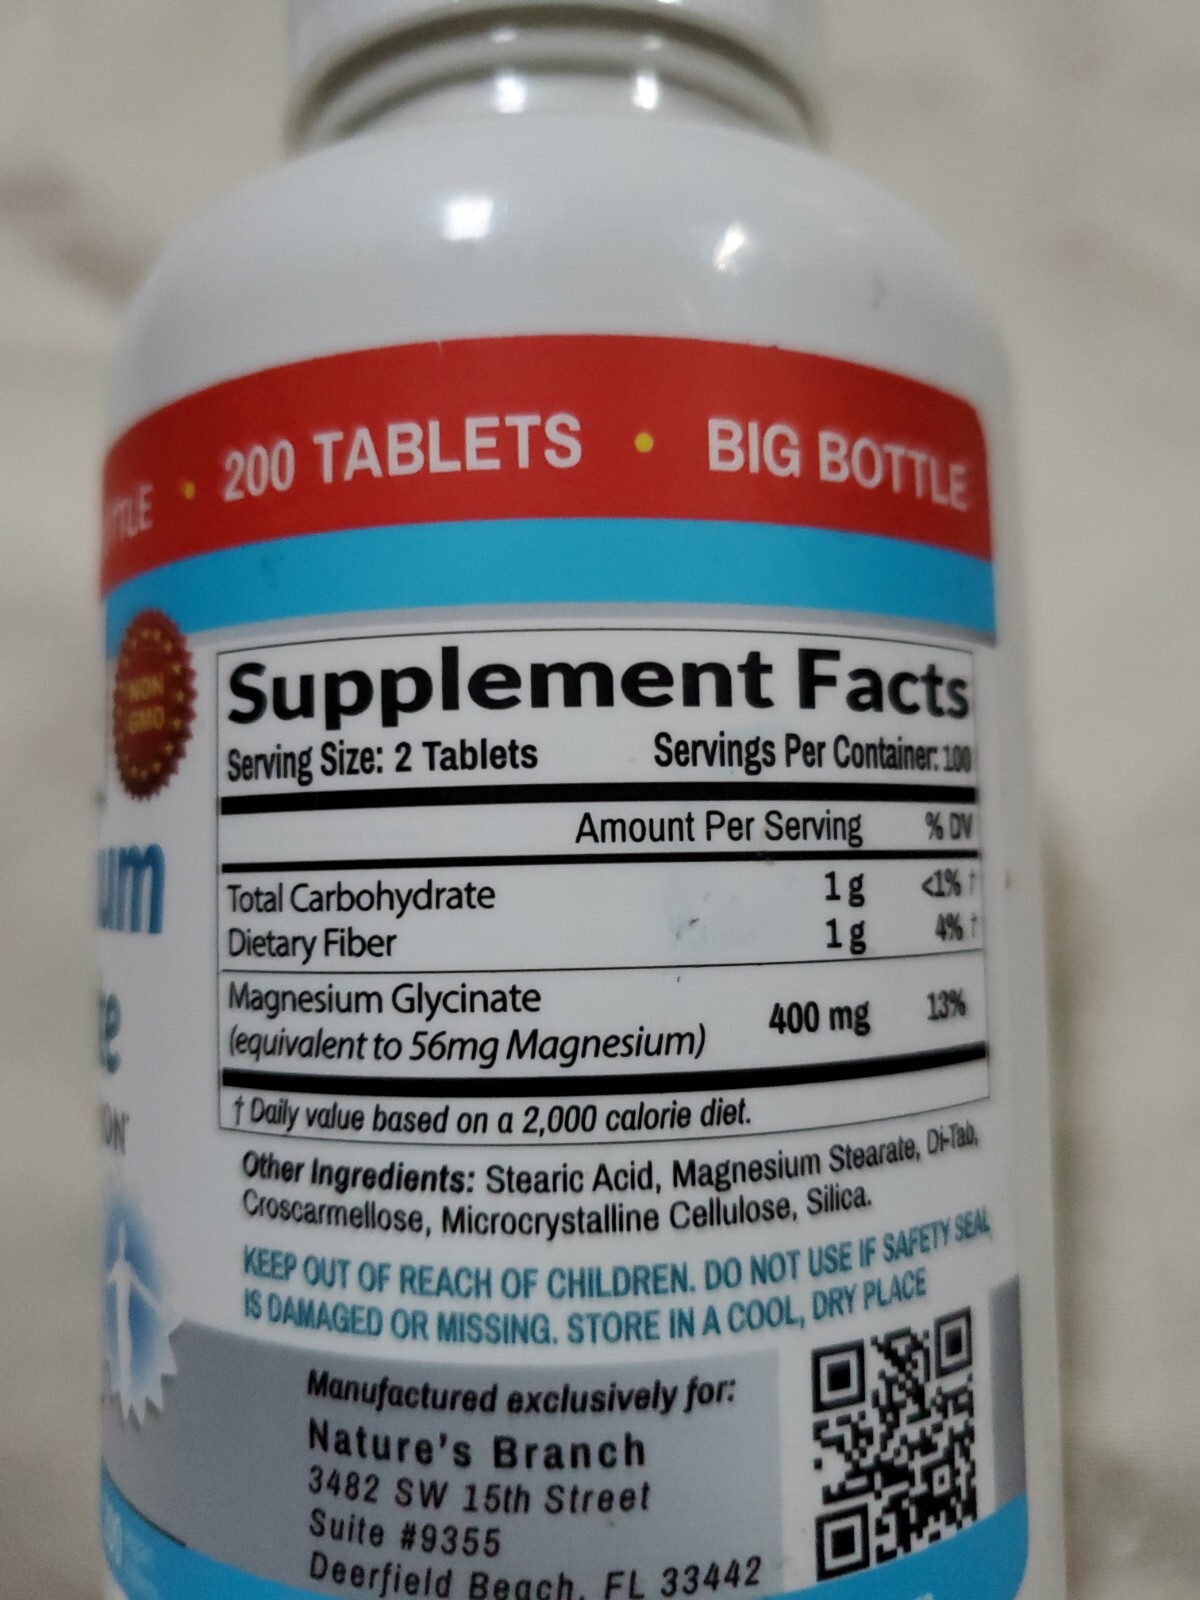 200 TABLETS • BIG BOTTLE
NON
GMO
Supplement Facts
Serving Size: 2 Tablets Servings Per Container: 100
Amount Per Serving % DV
Total Carbohydrate 1 g <1% †
Dietary Fiber 1 g 4% †
Magnesium Glycinate 400 mg 13%
(equivalent to 56mg Magnesium)
† Daily value based on a 2,000 calorie diet.
Other Ingredients: Stearic Acid, Magnesium Stearate, Di-Tab,
Croscarmellose, Microcrystalline Cellulose, Silica.
KEEP OUT OF REACH OF CHILDREN. DO NOT USE IF SAFETY SEAL
IS DAMAGED OR MISSING. STORE IN A COOL, DRY PLACE
Manufactured exclusively for:
Nature's Branch
3482 SW 15th Street
Suite #9355
Deerfield Beach, FL 33442